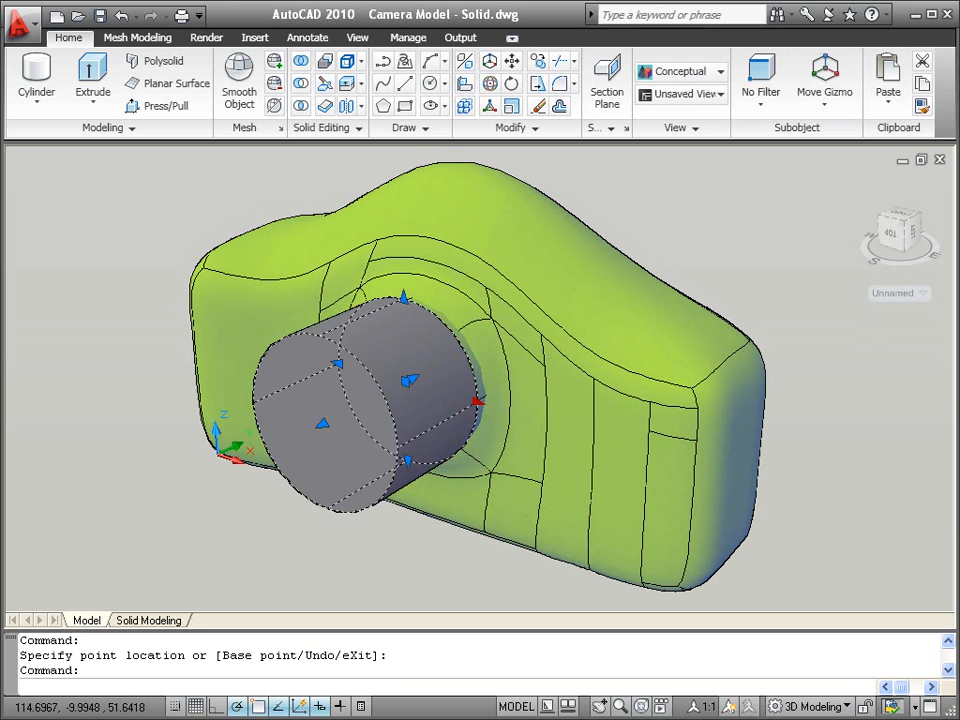 AutoCAD 2010 Camera Model - Solid.dwg
Type a keyword or phrase
Home Mesh Modeling Render Insert Annotate View Manage Output
Cylinder
Extrude
Polysolid
Planar Surface
Press/Pull
Smooth
Object
Section
Plane
Conceptual
Unsaved View
No Filter
Move Gizmo
Paste
Modeling
Mesh
Solid Editing
Draw
Modify
S...
View
Subobject
Clipboard
TOP
S
E
Unnamed
Z
X
Model Solid Modeling
Command:
Specify point location or [Base point/Undo/eXit]:
Command:
114.6967, -9.9948, 51.6418
MODEL
1:1
3D Modeling